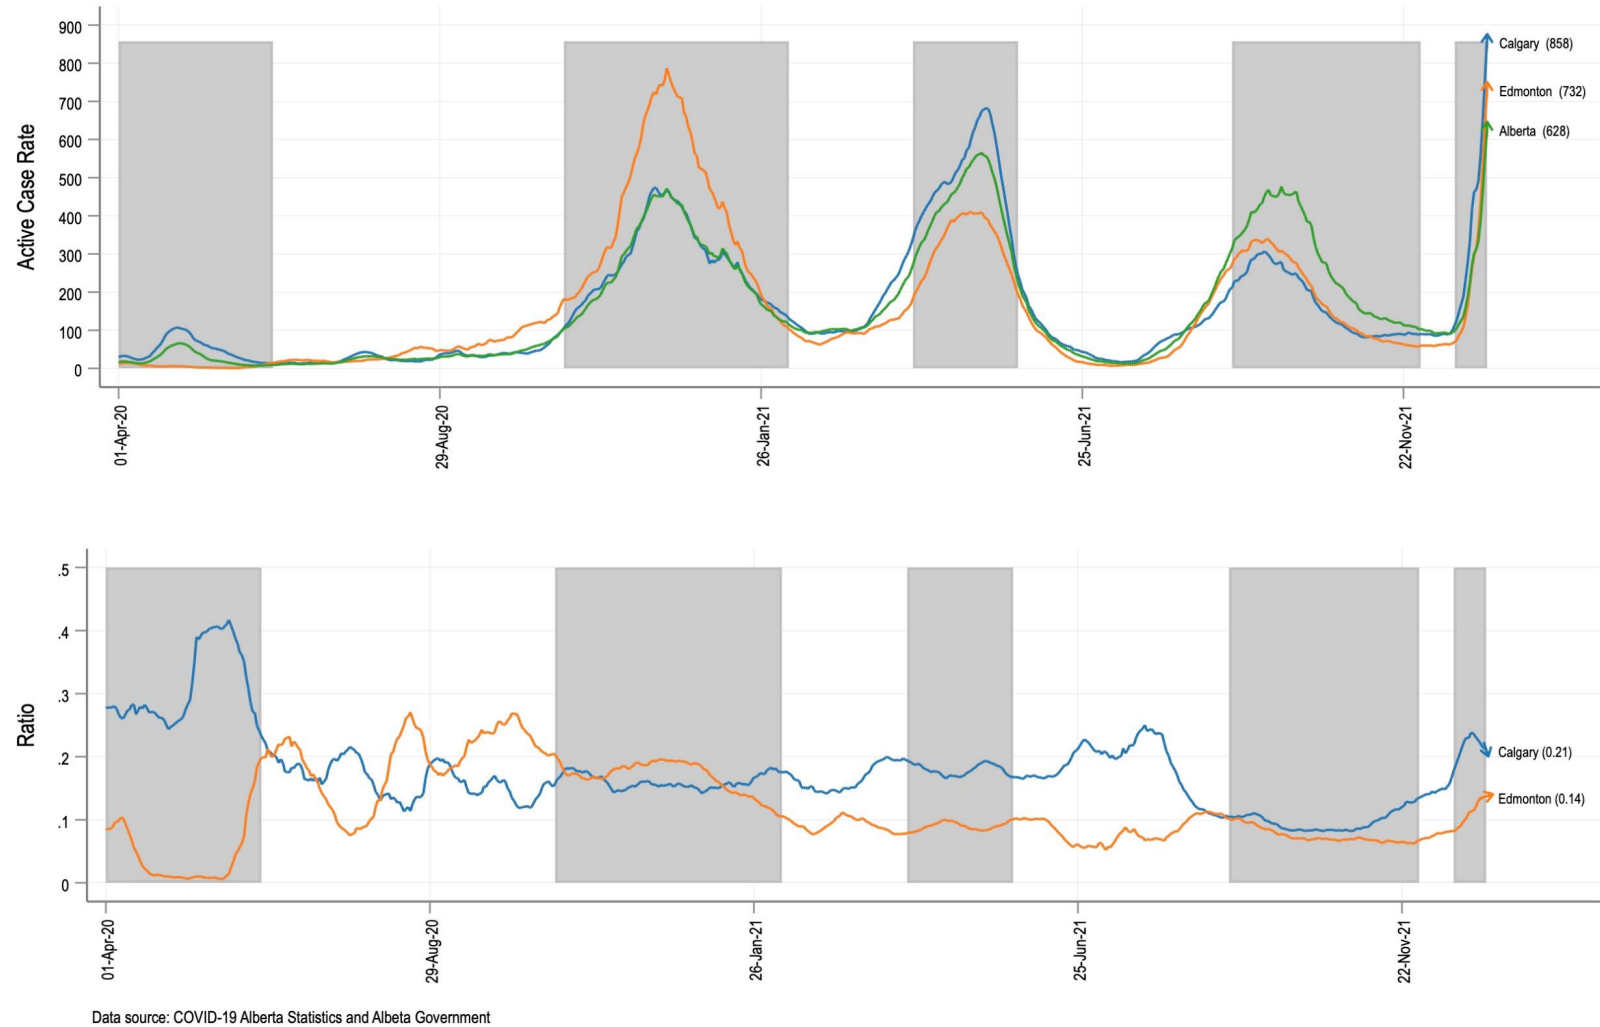 Active Case Rate
900
800
700
600
500
400
300
200
100
0
Calgary (858)
Edmonton (732)
Alberta (628)
01-Apr-20
29-Aug-20
26-Jan-21
25-Jun-21
22-Nov-21
Ratio
.5
.4
.3
.2
.1
0
Calgary (0.21)
Edmonton (0.14)
01-Apr-20
29-Aug-20
26-Jan-21
25-Jun-21
22-Nov-21
Data source: COVID-19 Alberta Statistics and Albeta Government